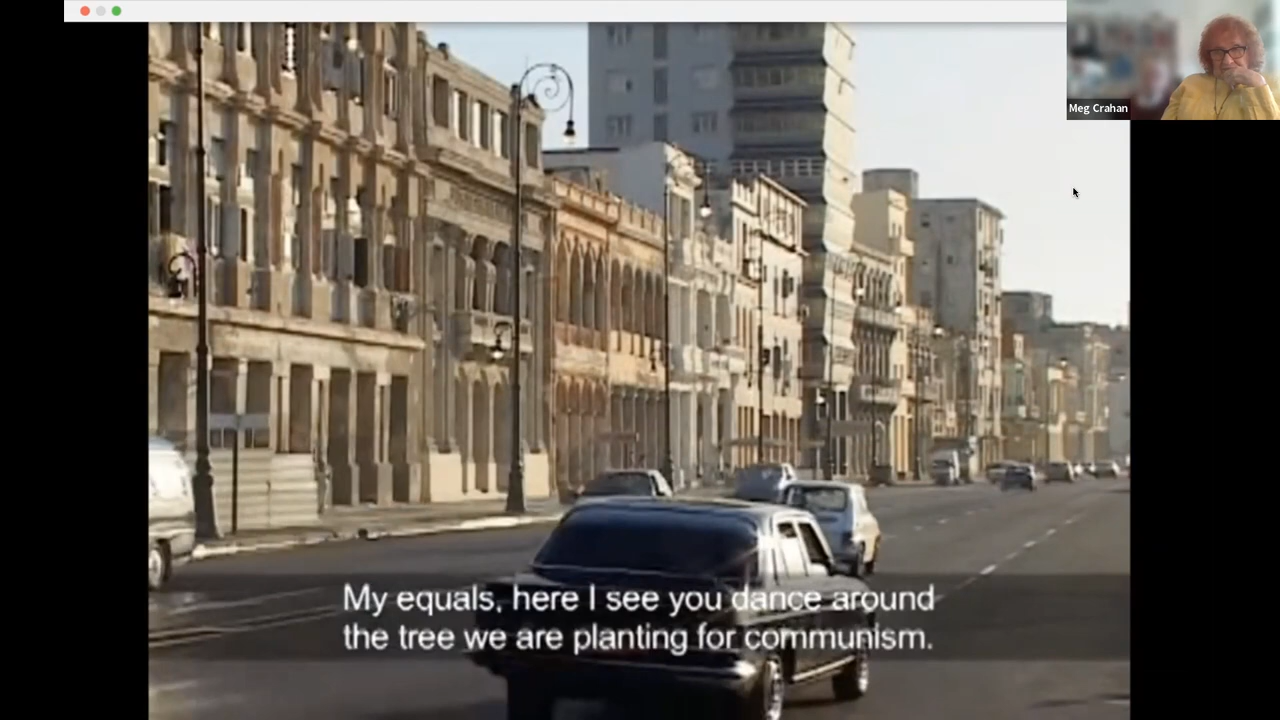 Meg Crahan
My equals, here I see you dance around
the tree we are planting for communism.